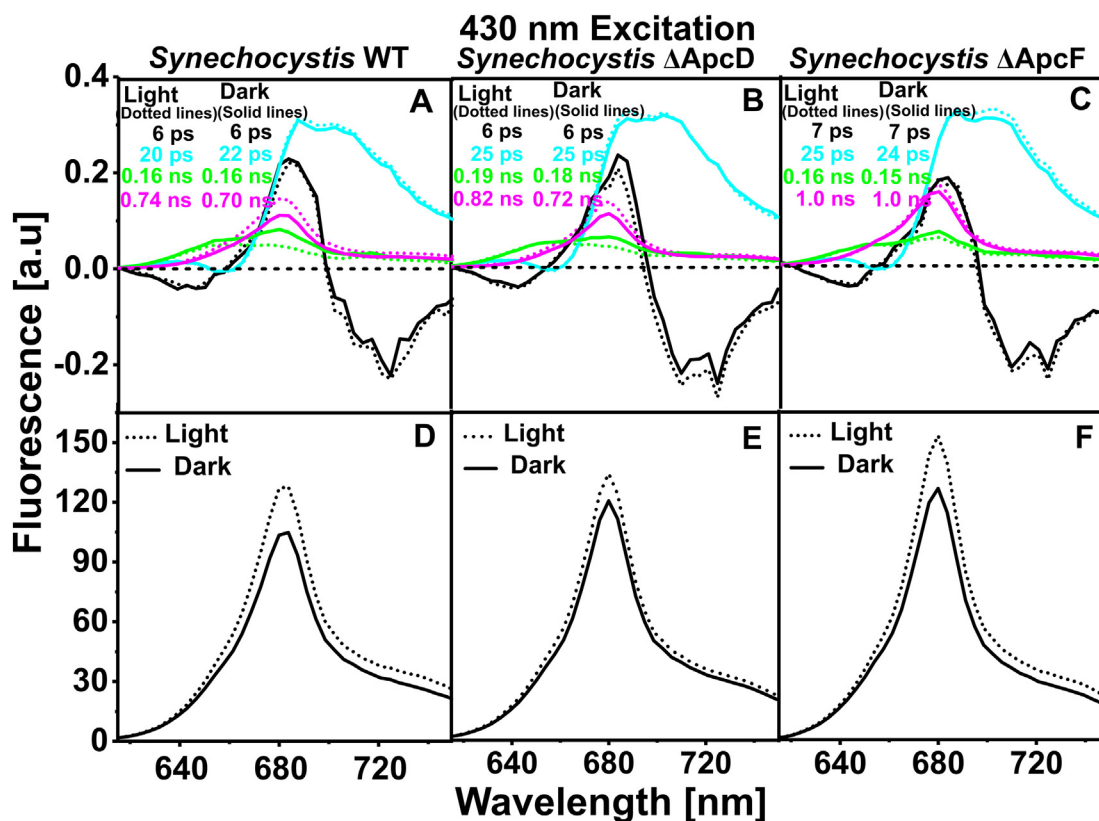 430 nm Excitation
Synechocystis WT
Synechocystis ΔApcD
Synechocystis ΔApcF
Fluorescence [a.u]
0.4
0.2
0.0
-0.2
Light Dark
(Dotted lines)(Solid lines)
6 ps 6 ps
20 ps 22 ps
0.16 ns 0.16 ns
0.74 ns 0.70 ns
A
Light Dark
(Dotted lines)(Solid lines)
6 ps 6 ps
25 ps 25 ps
0.19 ns 0.18 ns
0.82 ns 0.72 ns
B
Light Dark
(Dotted lines)(Solid lines)
7 ps 7 ps
25 ps 24 ps
0.16 ns 0.15 ns
1.0 ns 1.0 ns
C
150
120
90
60
30
0
Light
Dark
D
Light
Dark
E
Light
Dark
F
640 680 720 640 680 720 640 680 720
Wavelength [nm]